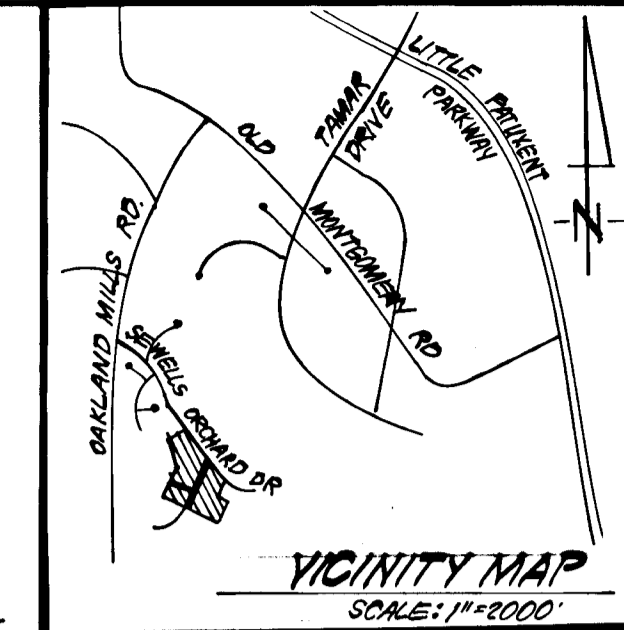 LITTLE PATUXENT
PARKWAY
TAMAR
DRIVE
OLD MONTGOMERY RD
N
OAKLAND MILLS RD.
SEWELLS ORCHARD DR
VICINITY MAP
SCALE: 1"=2000'